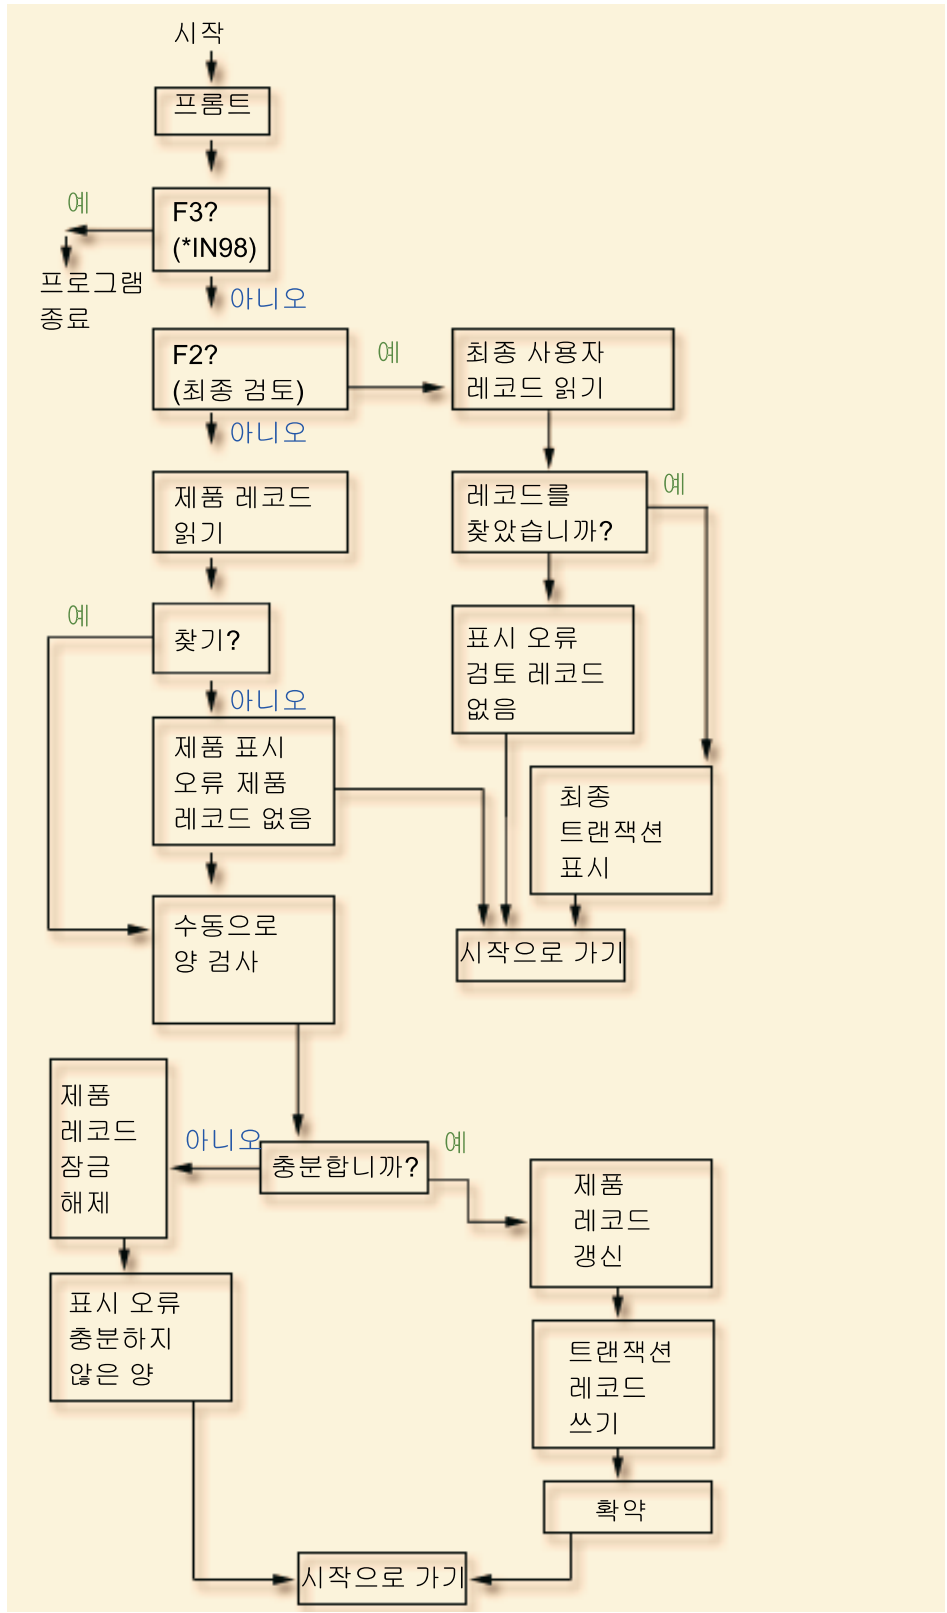 시작
프롬트
예
F3?
(*IN98)
프로그램
종료
아니오
F2?
(최종 검토)
예
최종 사용자
레코드 읽기
아니오
제품 레코드
읽기
레코드를
찾았습니까?
예
예
찾기?
아니오
표시 오류
검토 레코드
없음
제품 표시
오류 제품
레코드 없음
최종
트랜잭션
표시
수동으로
양 검사
시작으로 가기
제품
레코드
잠금
해제
아니오
충분합니까?
예
제품
레코드
갱신
표시 오류
충분하지
않은 양
트랜잭션
레코드
쓰기
확약
시작으로 가기